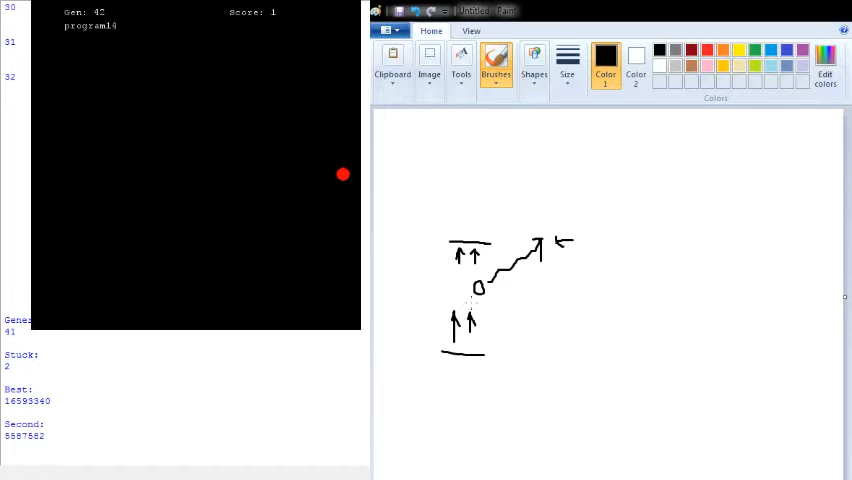 30
31
32
Gen: 42
Score: 1
program14
41
Stuck:
2
Best:
16593340
Second:
5587582
Untitled - Paint
Home
View
Clipboard
Image
Tools
Brushes
Shapes
Size
Color
1
Color
2
Edit
colors
Colors